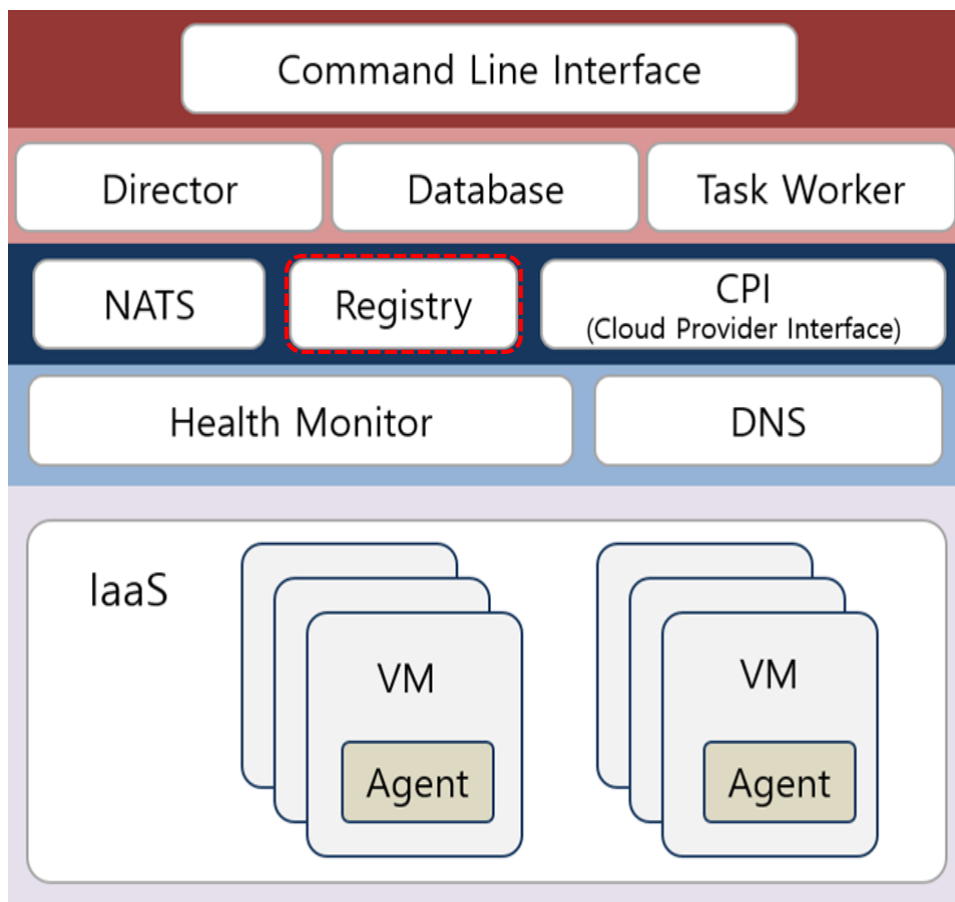 Command Line Interface
Director
Database
Task Worker
NATS
Registry
CPI
(Cloud Provider Interface)
Health Monitor
DNS
IaaS
VM
Agent
VM
Agent